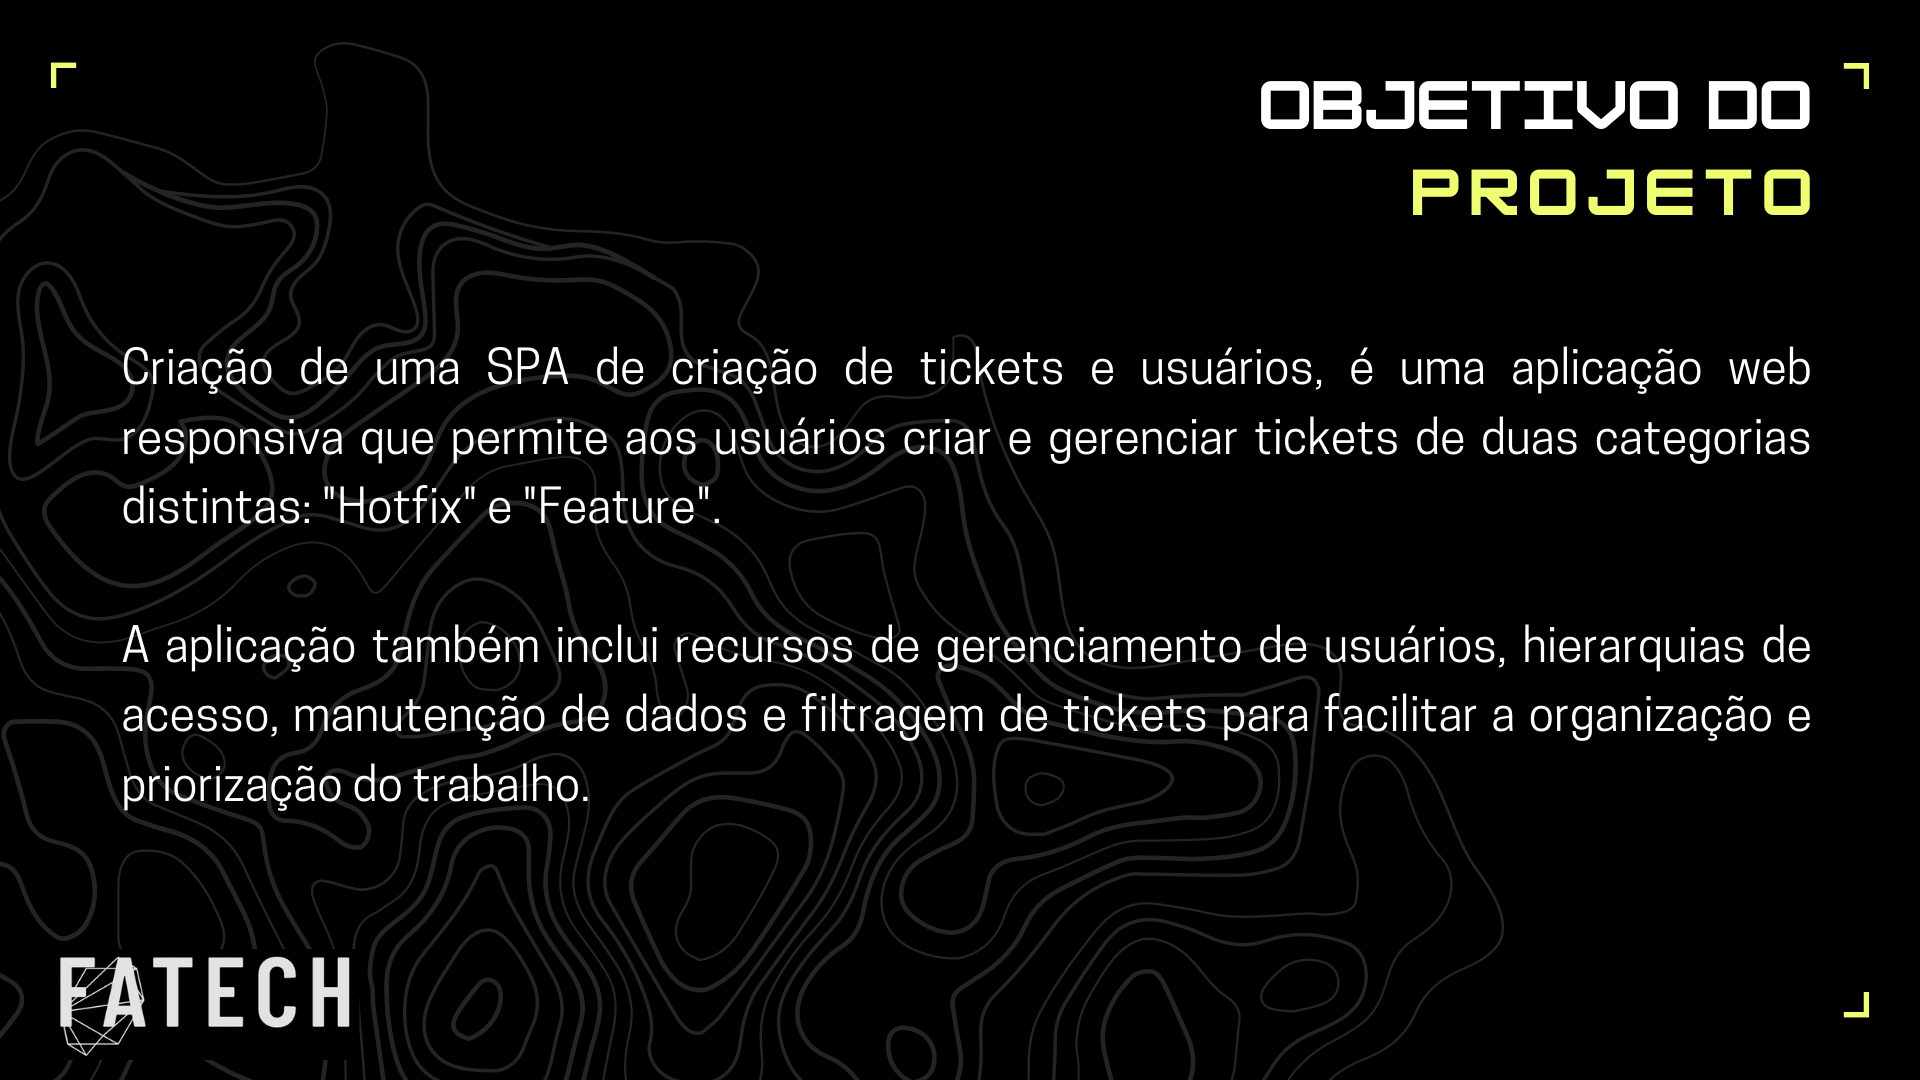 OBJETIVO DO
PROJETO
Criação de uma SPA de criação de tickets e usuários, é uma aplicação web
responsiva que permite aos usuários criar e gerenciar tickets de duas categorias
distintas: "Hotfix" e "Feature".
A aplicação também inclui recursos de gerenciamento de usuários, hierarquias de
acesso, manutenção de dados e filtragem de tickets para facilitar a organização e
priorização do trabalho.
FATECH